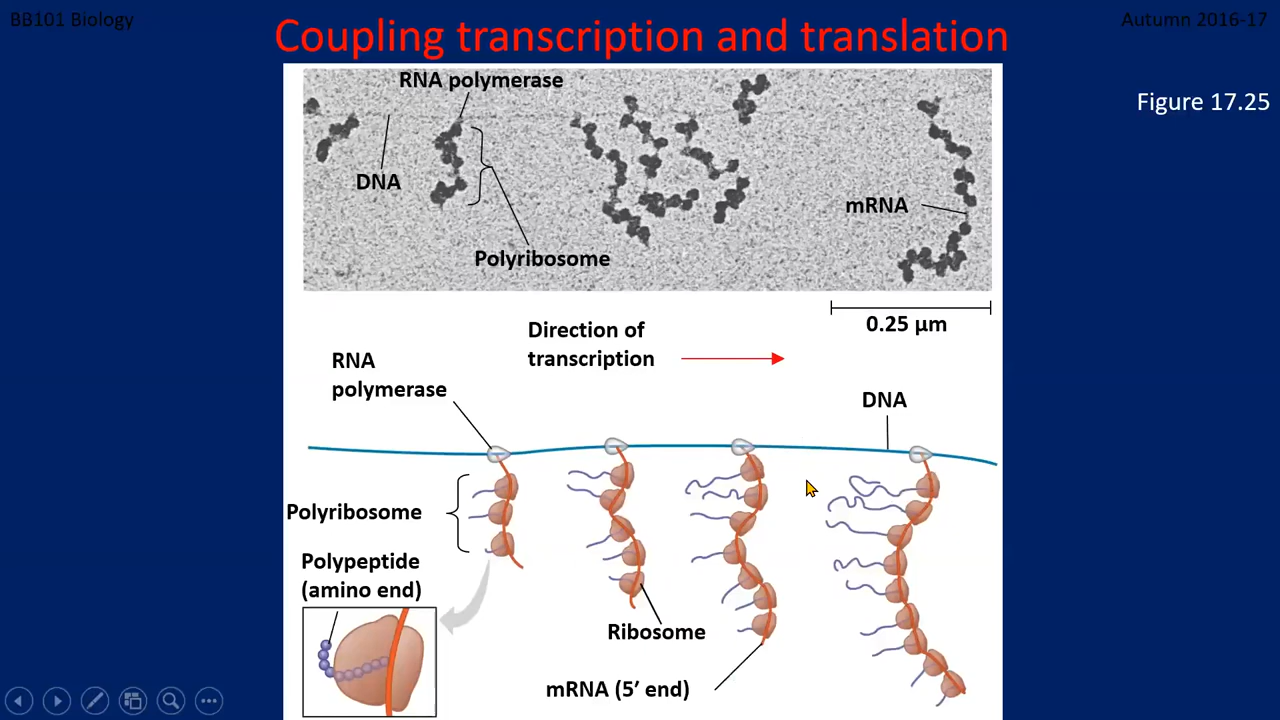 BB101 Biology
Autumn 2016-17
Coupling transcription and translation
Figure 17.25
RNA polymerase
DNA
Polyribosome
mRNA
0.25 µm
Direction of
transcription
RNA
polymerase
DNA
Polyribosome
Polypeptide
(amino end)
Ribosome
mRNA (5′ end)